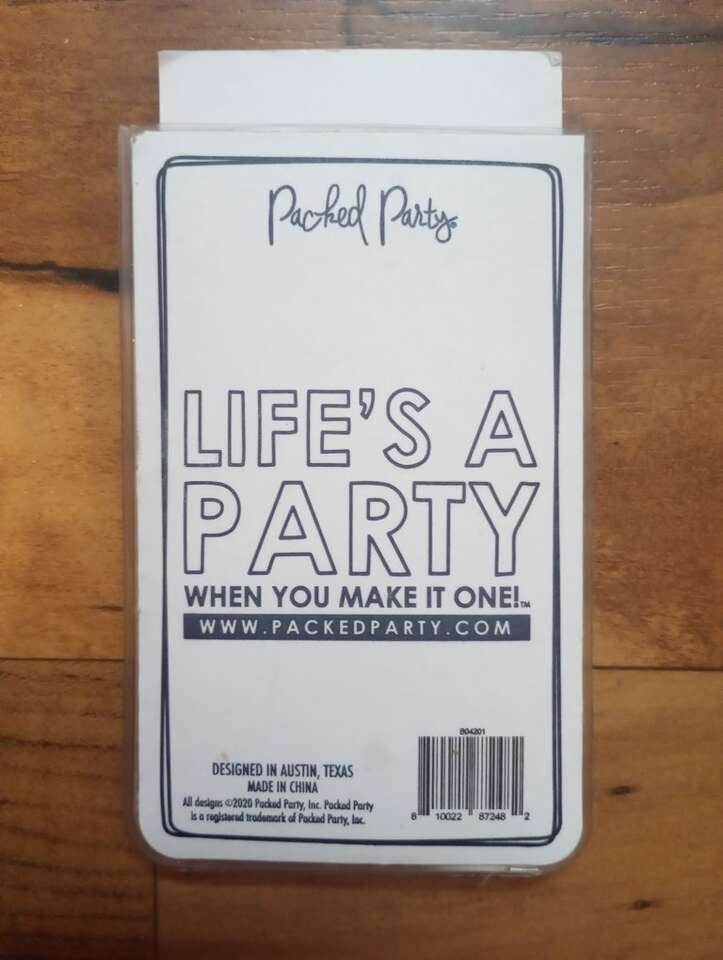 Packed Party®
LIFE'S A
PARTY
WHEN YOU MAKE IT ONE!™
WWW.PACKEDPARTY.COM
DESIGNED IN AUSTIN, TEXAS
MADE IN CHINA
All designs ©2020 Packed Party, Inc. Packed Party
is a registered trademark of Packed Party, Inc.
804201
8 10022 87248 2